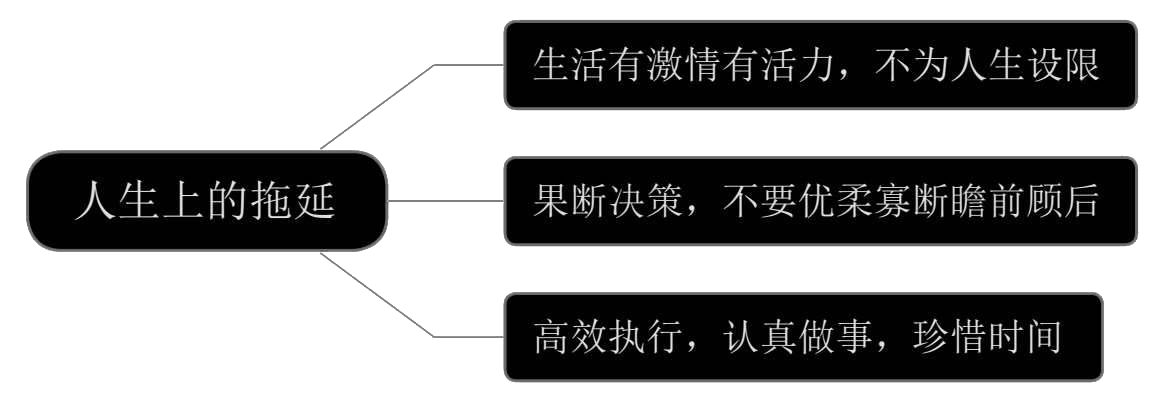 生活有激情有活力，不为人生设限
人生上的拖延
果断决策，不要优柔寡断瞻前顾后
高效执行，认真做事，珍惜时间